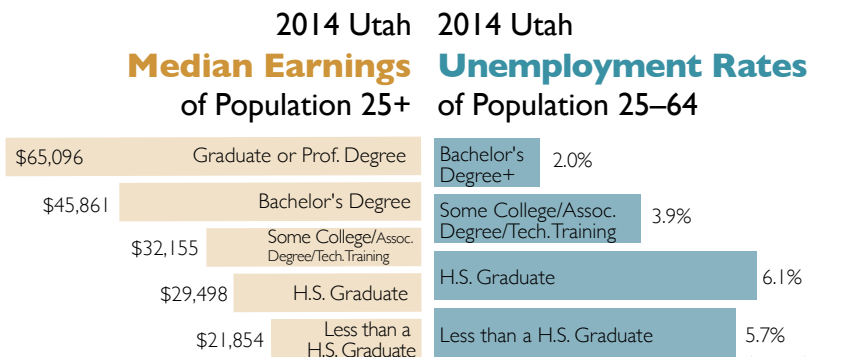 2014 Utah
Median Earnings
of Population 25+
$65,096 Graduate or Prof. Degree
$45,861 Bachelor's Degree
$32,155 Some College/Assoc.
Degree/Tech.Training
$29,498 H.S. Graduate
$21,854 Less than a
H.S. Graduate
2014 Utah
Unemployment Rates
of Population 25–64
Bachelor's
Degree+ 2.0%
Some College/Assoc.
Degree/Tech.Training 3.9%
H.S. Graduate 6.1%
Less than a H.S. Graduate 5.7%